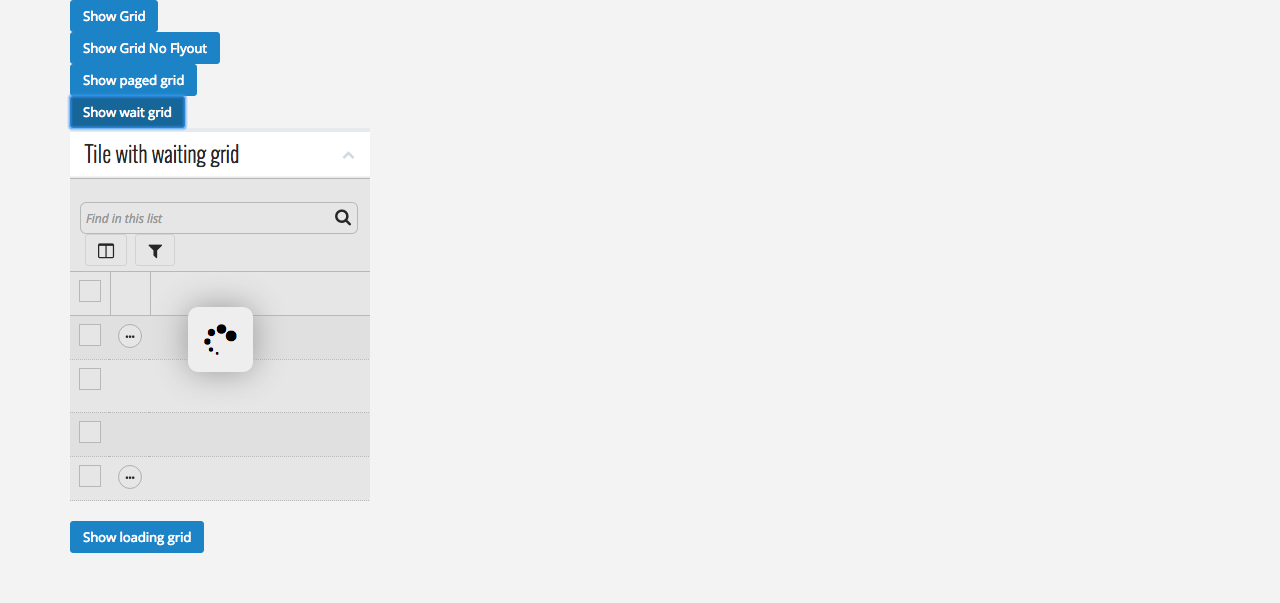 Show Grid
Show Grid No Flyout
Show paged grid
Show wait grid
Tile with waiting grid
Find in this list
Show loading grid